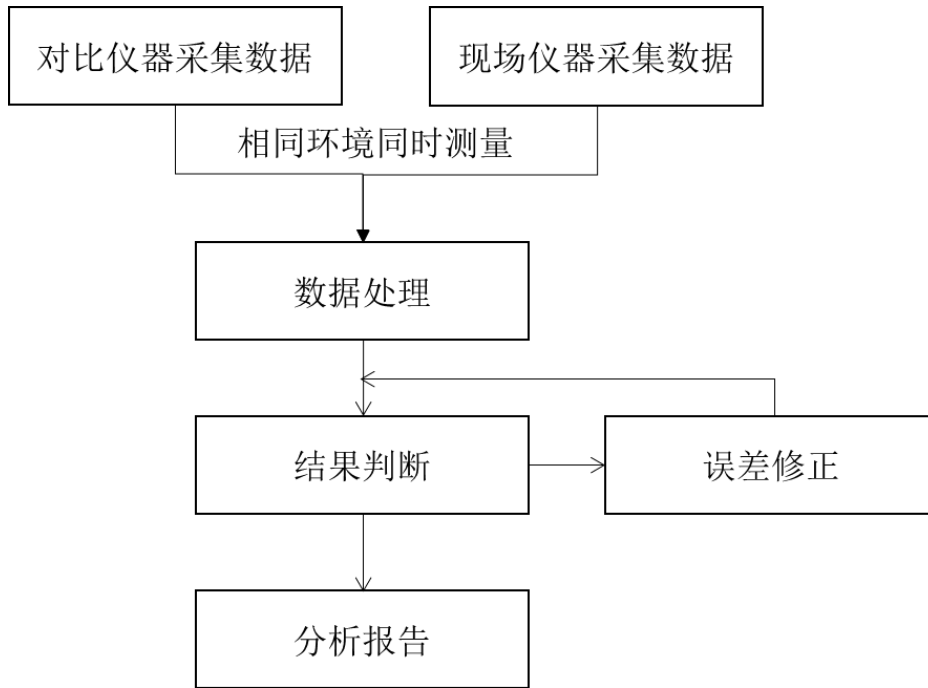 对比仪器采集数据
现场仪器采集数据
相同环境同时测量
数据处理
结果判断
误差修正
分析报告